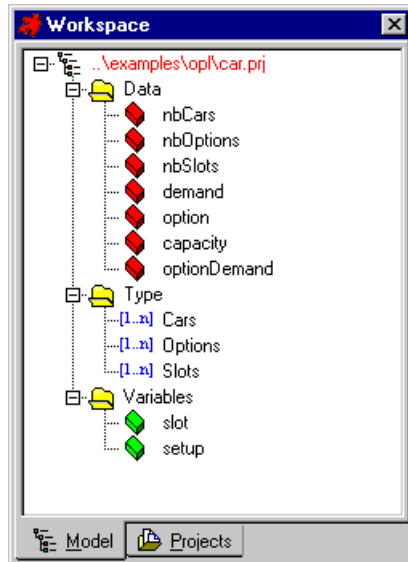 Workspace
..\examples\opl\car.prj
Data
nbCars
nbOptions
nbSlots
demand
option
capacity
optionDemand
Type
[1..n] Cars
[1..n] Options
[1..n] Slots
Variables
slot
setup
Model Projects